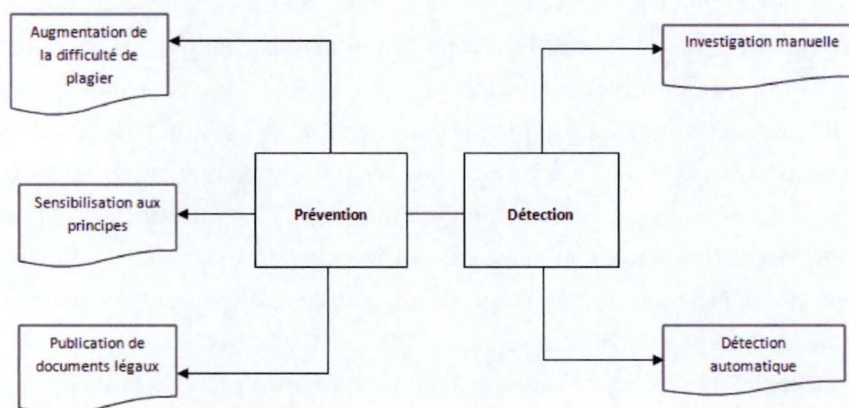 Augmentation de
la difficulté de
plagier
Investigation manuelle
Sensibilisation aux
principes
Prévention
Détection
Publication de
documents légaux
Détection
automatique